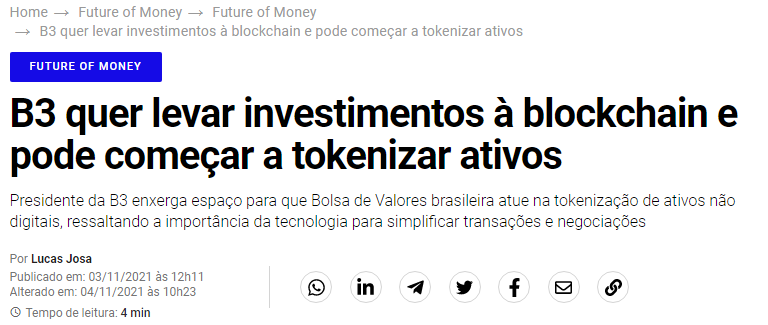 Home → Future of Money → Future of Money
→ B3 quer levar investimentos à blockchain e pode começar a tokenizar ativos
FUTURE OF MONEY
B3 quer levar investimentos à blockchain e
pode começar a tokenizar ativos
Presidente da B3 enxerga espaço para que Bolsa de Valores brasileira atue na tokenização de ativos não
digitais, ressaltando a importância da tecnologia para simplificar transações e negociações
Por Lucas Josa
Publicado em: 03/11/2021 às 12h11
Alterado em: 04/11/2021 às 10h23
Tempo de leitura: 4 min